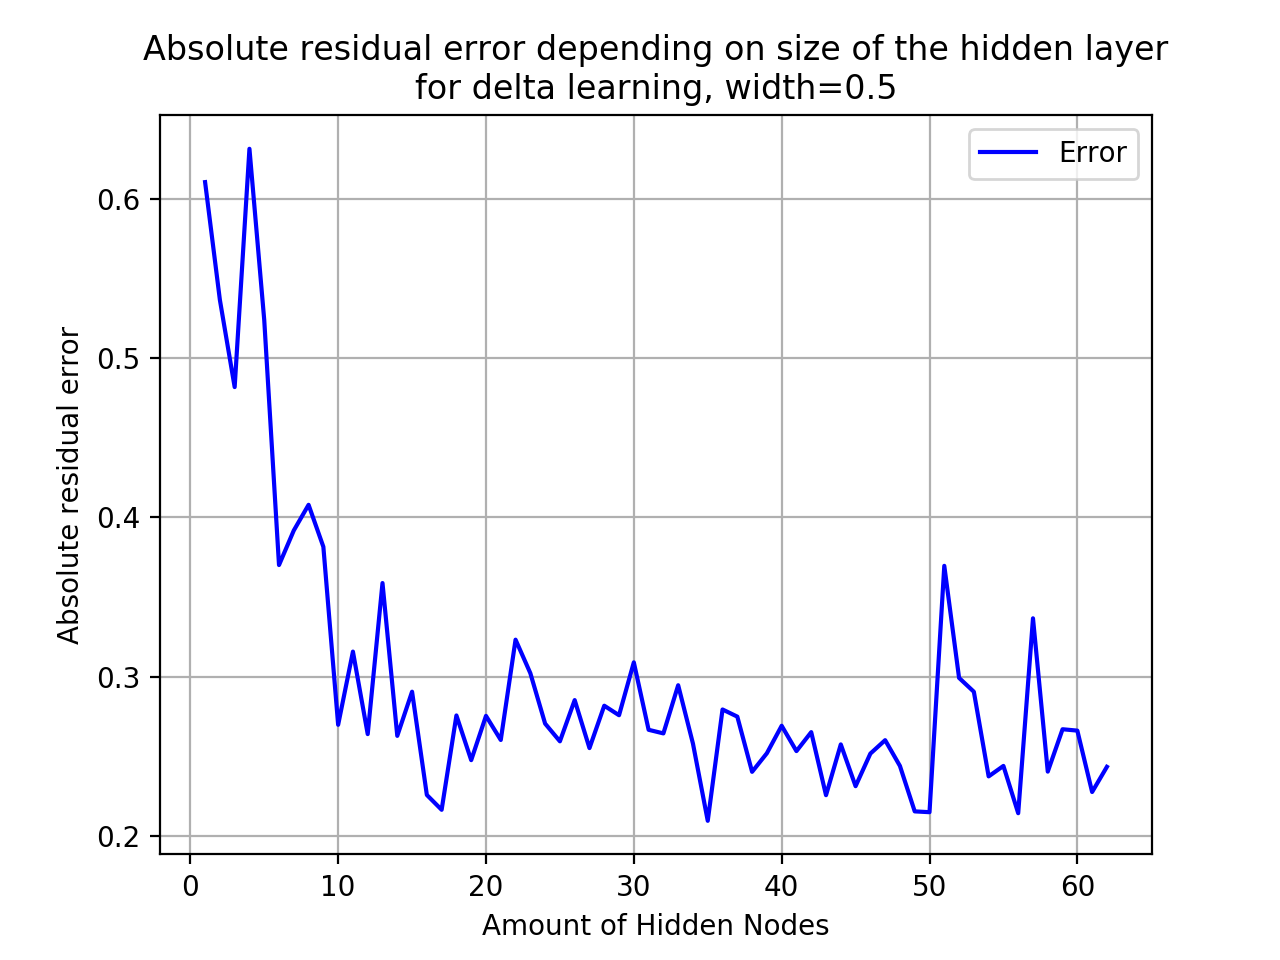 Absolute residual error depending on size of the hidden layer
for delta learning, width=0.5
Error
0.6
0.5
0.4
0.3
0.2
Absolute residual error
0 10 20 30 40 50 60
Amount of Hidden Nodes